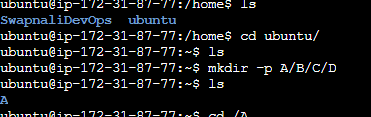 ubuntu@ip-172-31-87-77:/home$ ls
SwapnaliDevOps ubuntu
ubuntu@ip-172-31-87-77:/home$ cd ubuntu/
ubuntu@ip-172-31-87-77:~$ ls
ubuntu@ip-172-31-87-77:~$ mkdir -p A/B/C/D
ubuntu@ip-172-31-87-77:~$ ls
A
ubuntu@ip-172-31-87-77:~$ cd /A